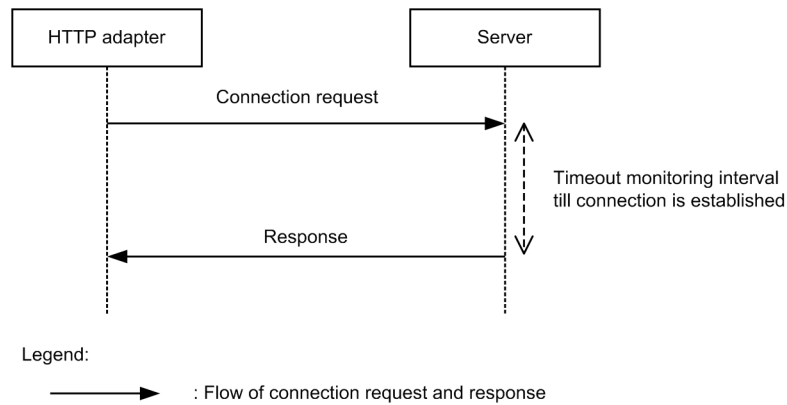 HTTP adapter
Server
Connection request
Timeout monitoring interval
till connection is established
Response
Legend:
: Flow of connection request and response